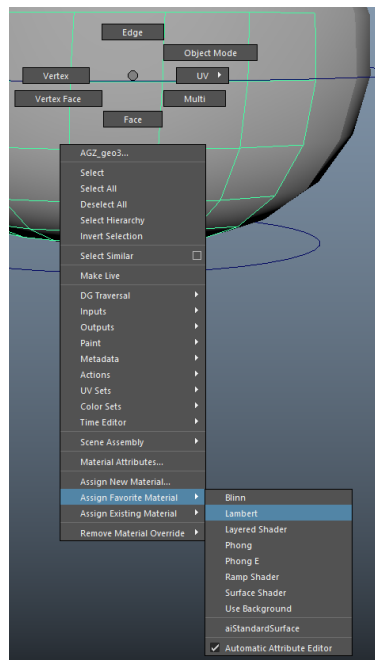 Edge
Object Mode
Vertex
UV
Vertex Face
Multi
Face
AGZ_geo3...
Select
Select All
Deselect All
Select Hierarchy
Invert Selection
Select Similar
Make Live
DG Traversal
Inputs
Outputs
Paint
Metadata
Actions
UV Sets
Color Sets
Time Editor
Scene Assembly
Material Attributes...
Assign New Material...
Assign Favorite Material
Assign Existing Material
Remove Material Override
Blinn
Lambert
Layered Shader
Phong
Phong E
Ramp Shader
Surface Shader
Use Background
aiStandardSurface
Automatic Attribute Editor